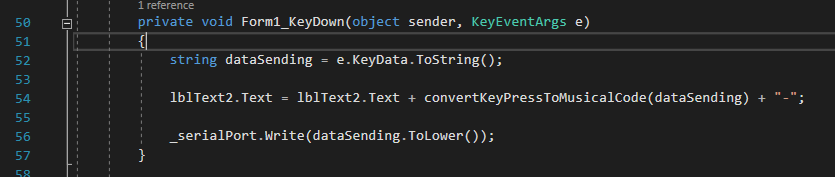 1 reference
50 private void Form1_KeyDown(object sender, KeyEventArgs e)
51 {
52 string dataSending = e.KeyData.ToString();
53
54 lblText2.Text = lblText2.Text + convertKeyPressToMusicalCode(dataSending) + "-";
55
56 _serialPort.Write(dataSending.ToLower());
57 }
58